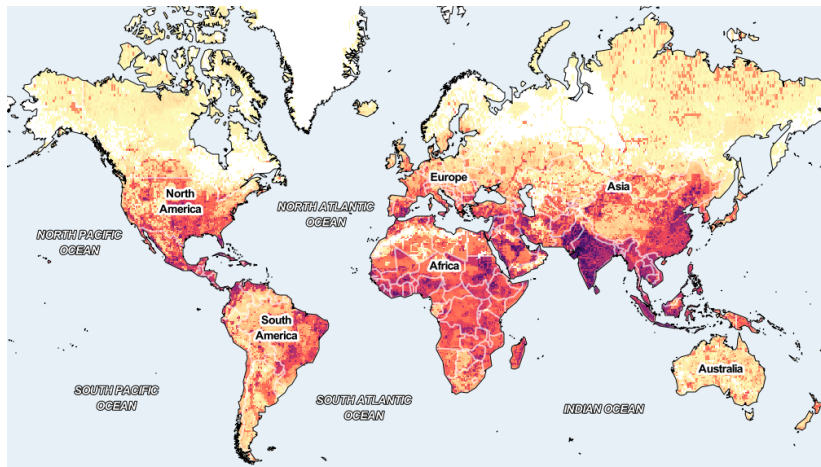 Europe
Asia
North
America
NORTH ATLANTIC
OCEAN
NORTH PACIFIC
OCEAN
Africa
South
America
Australia
SOUTH PACIFIC
OCEAN
SOUTH ATLANTIC
OCEAN
INDIAN OCEAN